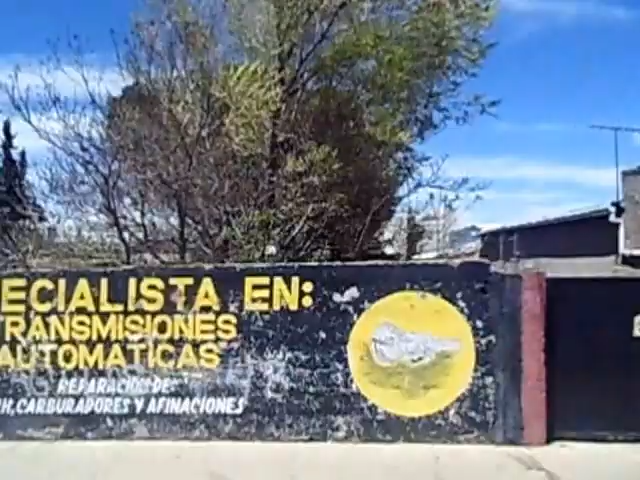 ECIALISTA EN:
TRANSMISIONES
AUTOMATICAS
REPARACION DE:
H, CARBURADORES Y AFINACIONES